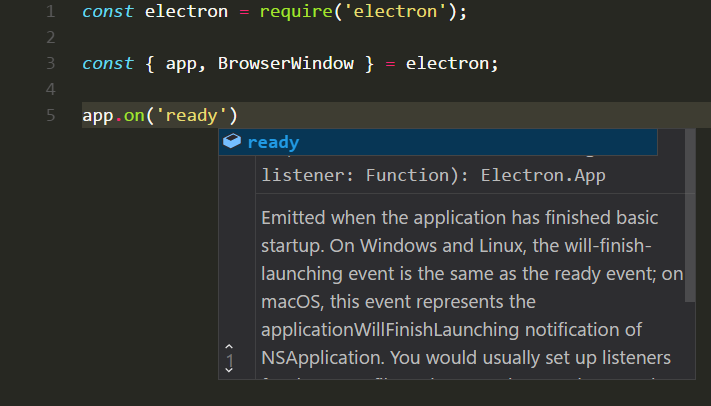 1 const electron = require('electron');
2
3 const { app, BrowserWindow } = electron;
4
5 app.on('ready')
ready
listener: Function): Electron.App
Emitted when the application has finished basic
startup. On Windows and Linux, the will-finish-
launching event is the same as the ready event; on
macOS, this event represents the
applicationWillFinishLaunching notification of
1 NSApplication. You would usually set up listeners